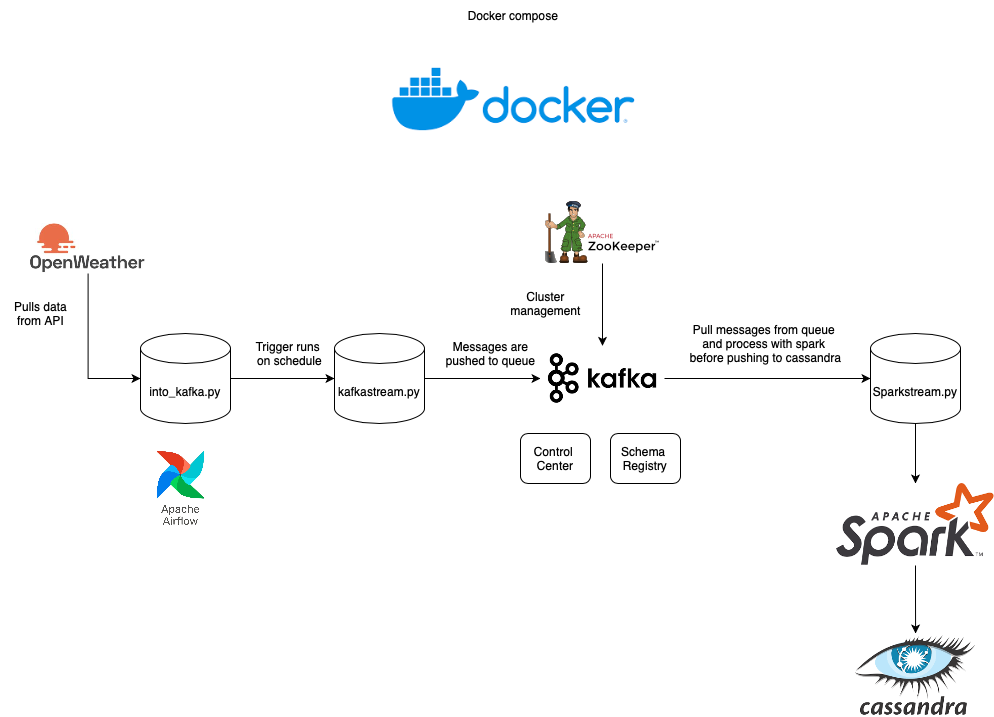 Docker compose
docker
APACHE
ZooKeeper™
OpenWeather
Pulls data
from API
Cluster
management
Trigger runs
on schedule
Messages are
pushed to queue
Pull messages from queue
and process with spark
before pushing to cassandra
into_kafka.py
kafkastream.py
kafka
Sparkstream.py
Control
Center
Schema
Registry
Apache
Airflow
APACHE
Spark™
cassandra